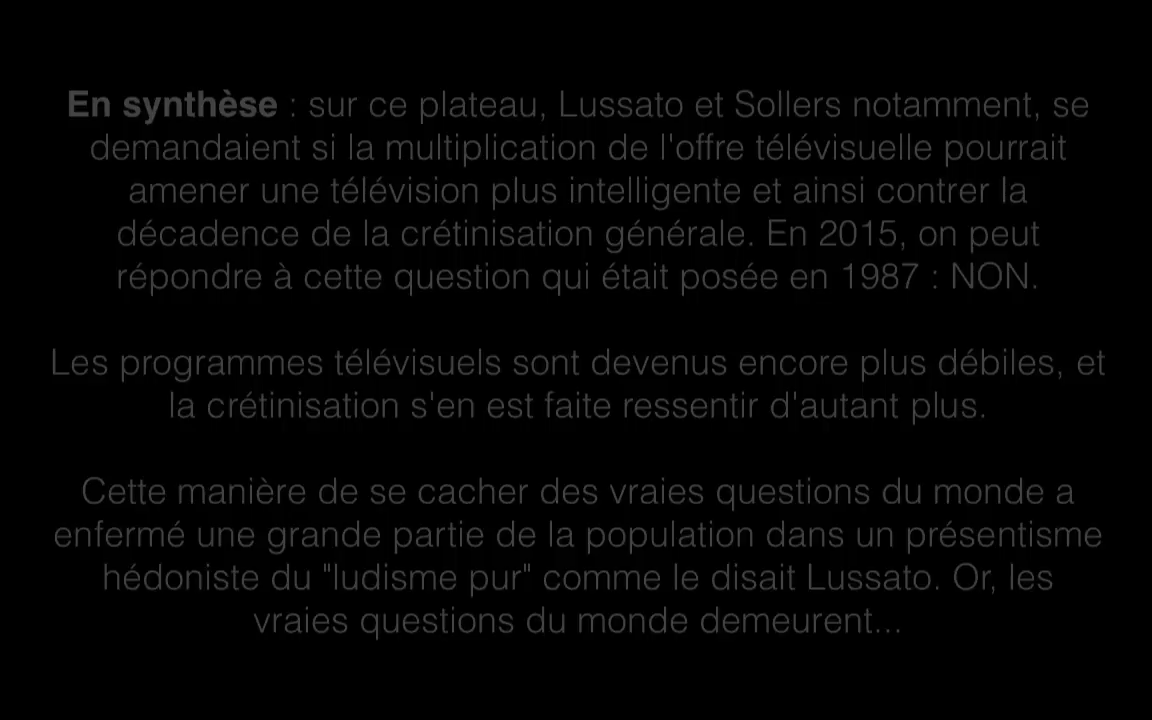 En synthèse : sur ce plateau, Lussato et Sollers notamment, se
demandaient si la multiplication de l'offre télévisuelle pourrait
amener une télévision plus intelligente et ainsi contrer la
décadence de la crétinisation générale. En 2015, on peut
répondre à cette question qui était posée en 1987 : NON.
Les programmes télévisuels sont devenus encore plus débiles, et
la crétinisation s'en est faite ressentir d'autant plus.
Cette manière de se cacher des vraies questions du monde a
enfermé une grande partie de la population dans un présentisme
hédoniste du "ludisme pur" comme le disait Lussato. Or, les
vraies questions du monde demeurent...